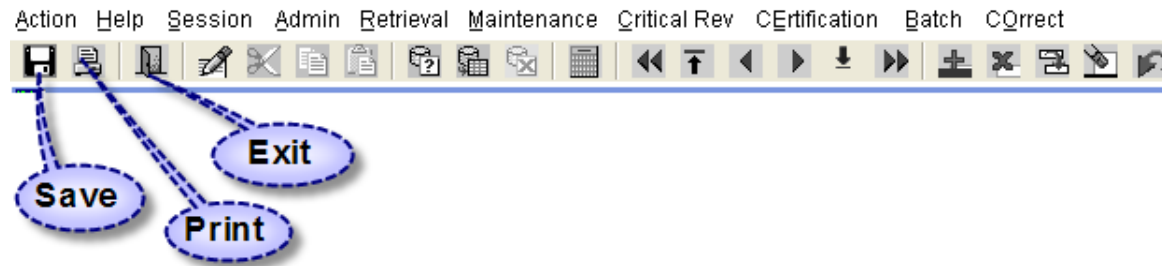 Action Help Session Admin Retrieval Maintenance Critical Rev CErtification Batch COrrect
Exit
Save
Print